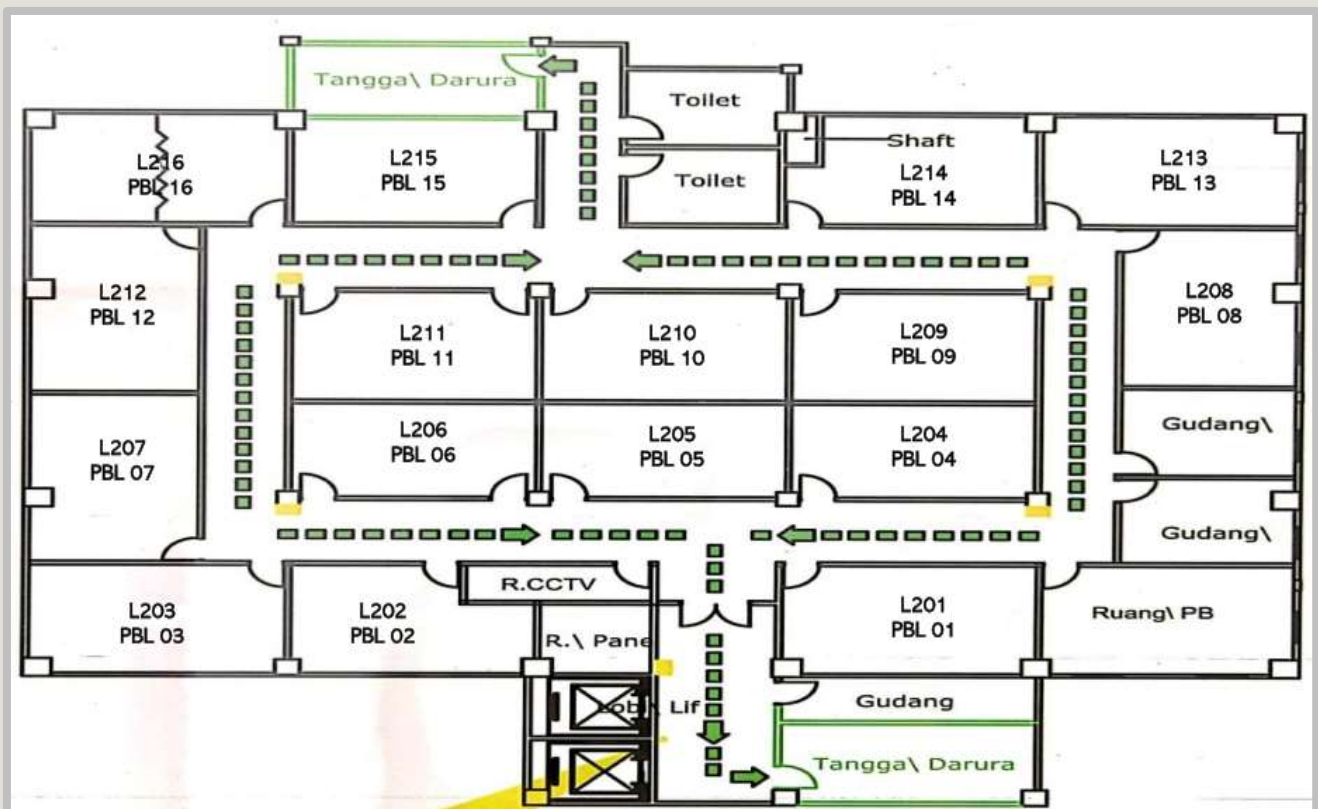 Tangga\ Darura
Toilet
Shaft
L216
PBL 16
L215
PBL 15
Toilet
L214
PBL 14
L213
PBL 13
L212
PBL 12
L211
PBL 11
L210
PBL 10
L209
PBL 09
L208
PBL 08
L207
PBL 07
L206
PBL 06
L205
PBL 05
L204
PBL 04
Gudang\
Gudang\
L203
PBL 03
L202
PBL 02
R.CCTV
R.\ Pane
L201
PBL 01
Ruang\ PB
Lob\ Lif
Gudang
Tangga\ Darura